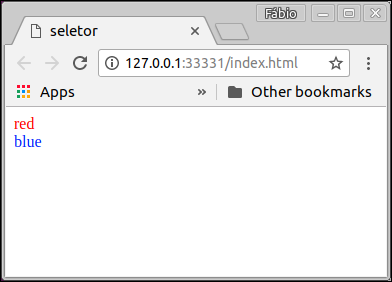 Fábio
seletor
127.0.0.1:33331/index.html
Apps » Other bookmarks
red
blue